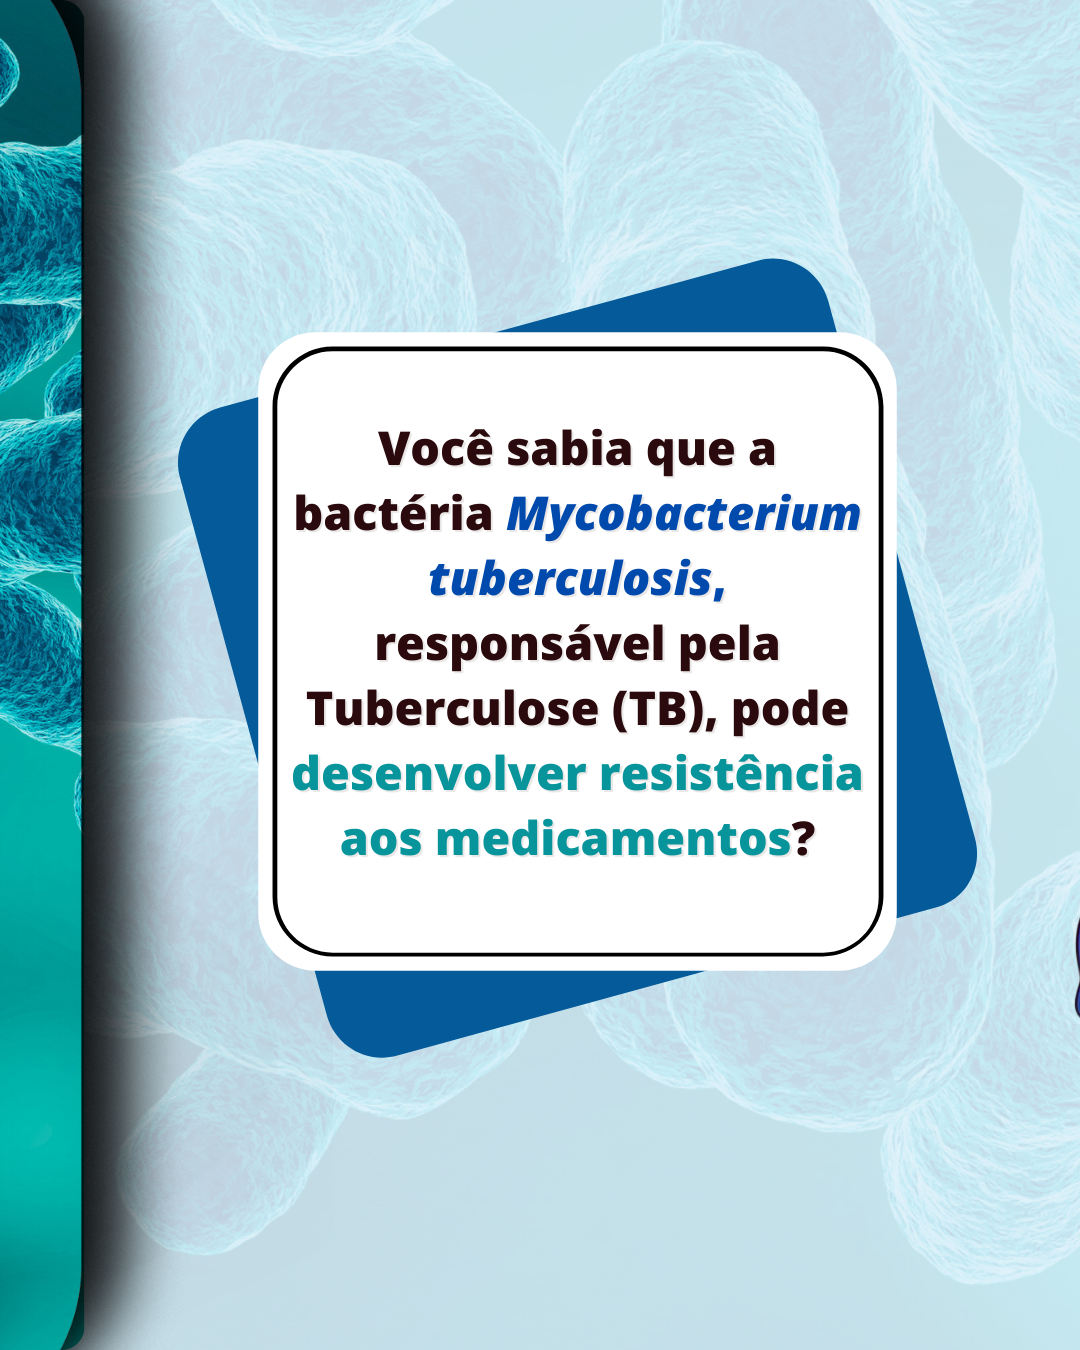 Você sabia que a
bactéria Mycobacterium
tuberculosis,
responsável pela
Tuberculose (TB), pode
desenvolver resistência
aos medicamentos?